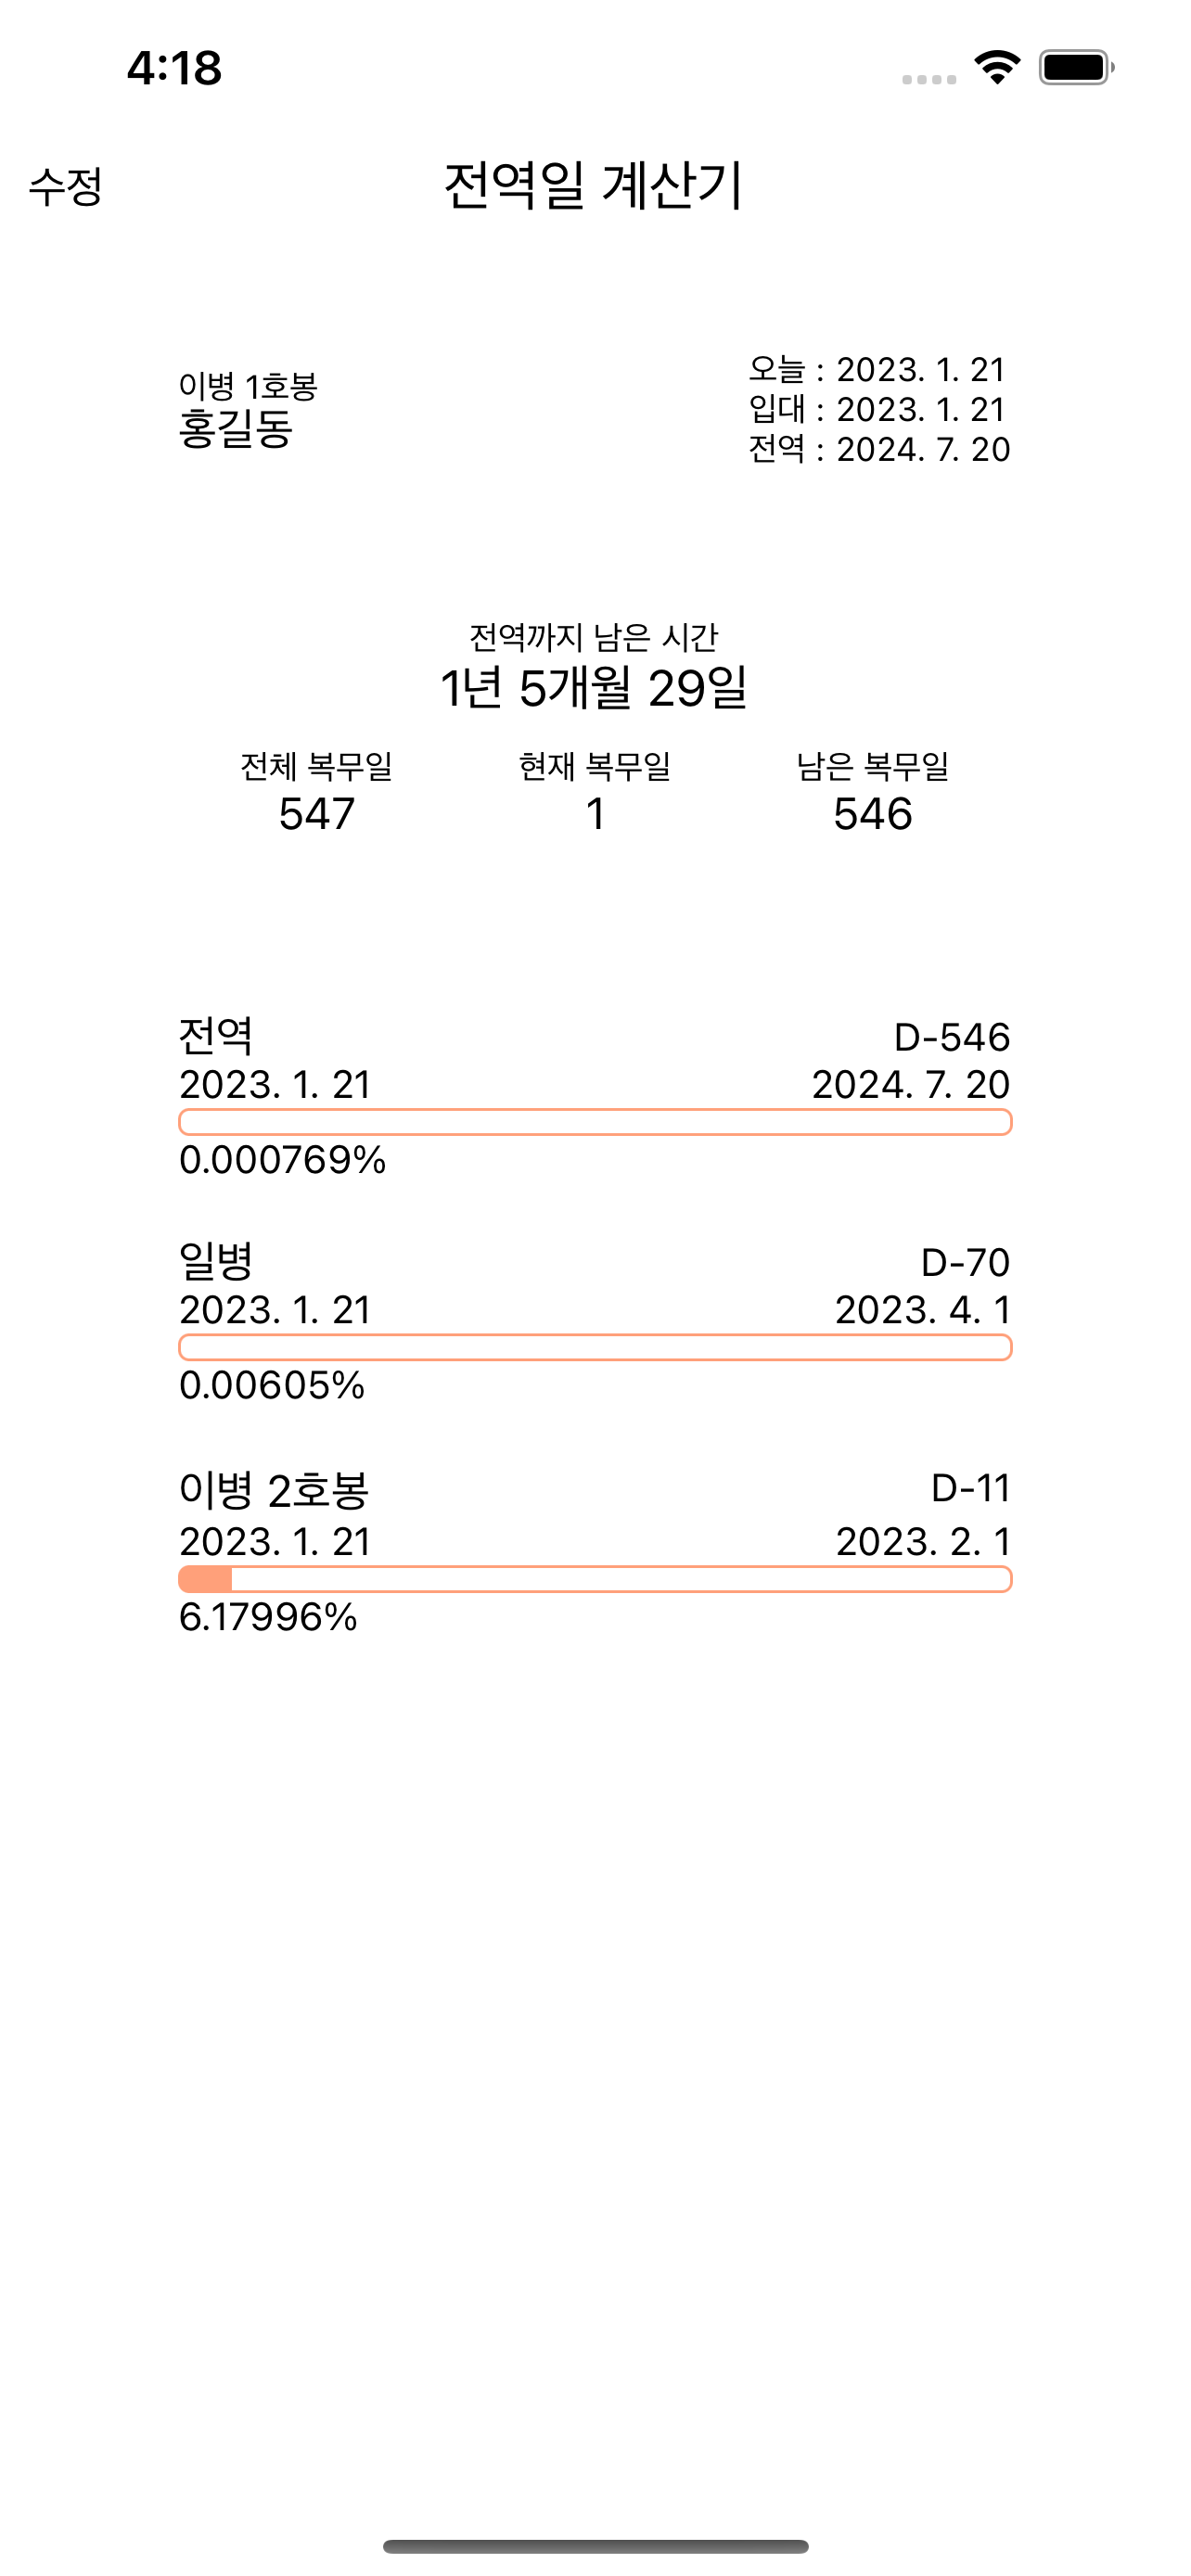 4:18
수정
전역일 계산기
이병 1호봉
홍길동
오늘 : 2023. 1. 21
입대 : 2023. 1. 21
전역 : 2024. 7. 20
전역까지 남은 시간
1년 5개월 29일
전체 복무일 현재 복무일 남은 복무일
547 1 546
전역 D-546
2023. 1. 21 2024. 7. 20
0.000769%
일병 D-70
2023. 1. 21 2023. 4. 1
0.00605%
이병 2호봉 D-11
2023. 1. 21 2023. 2. 1
6.17996%